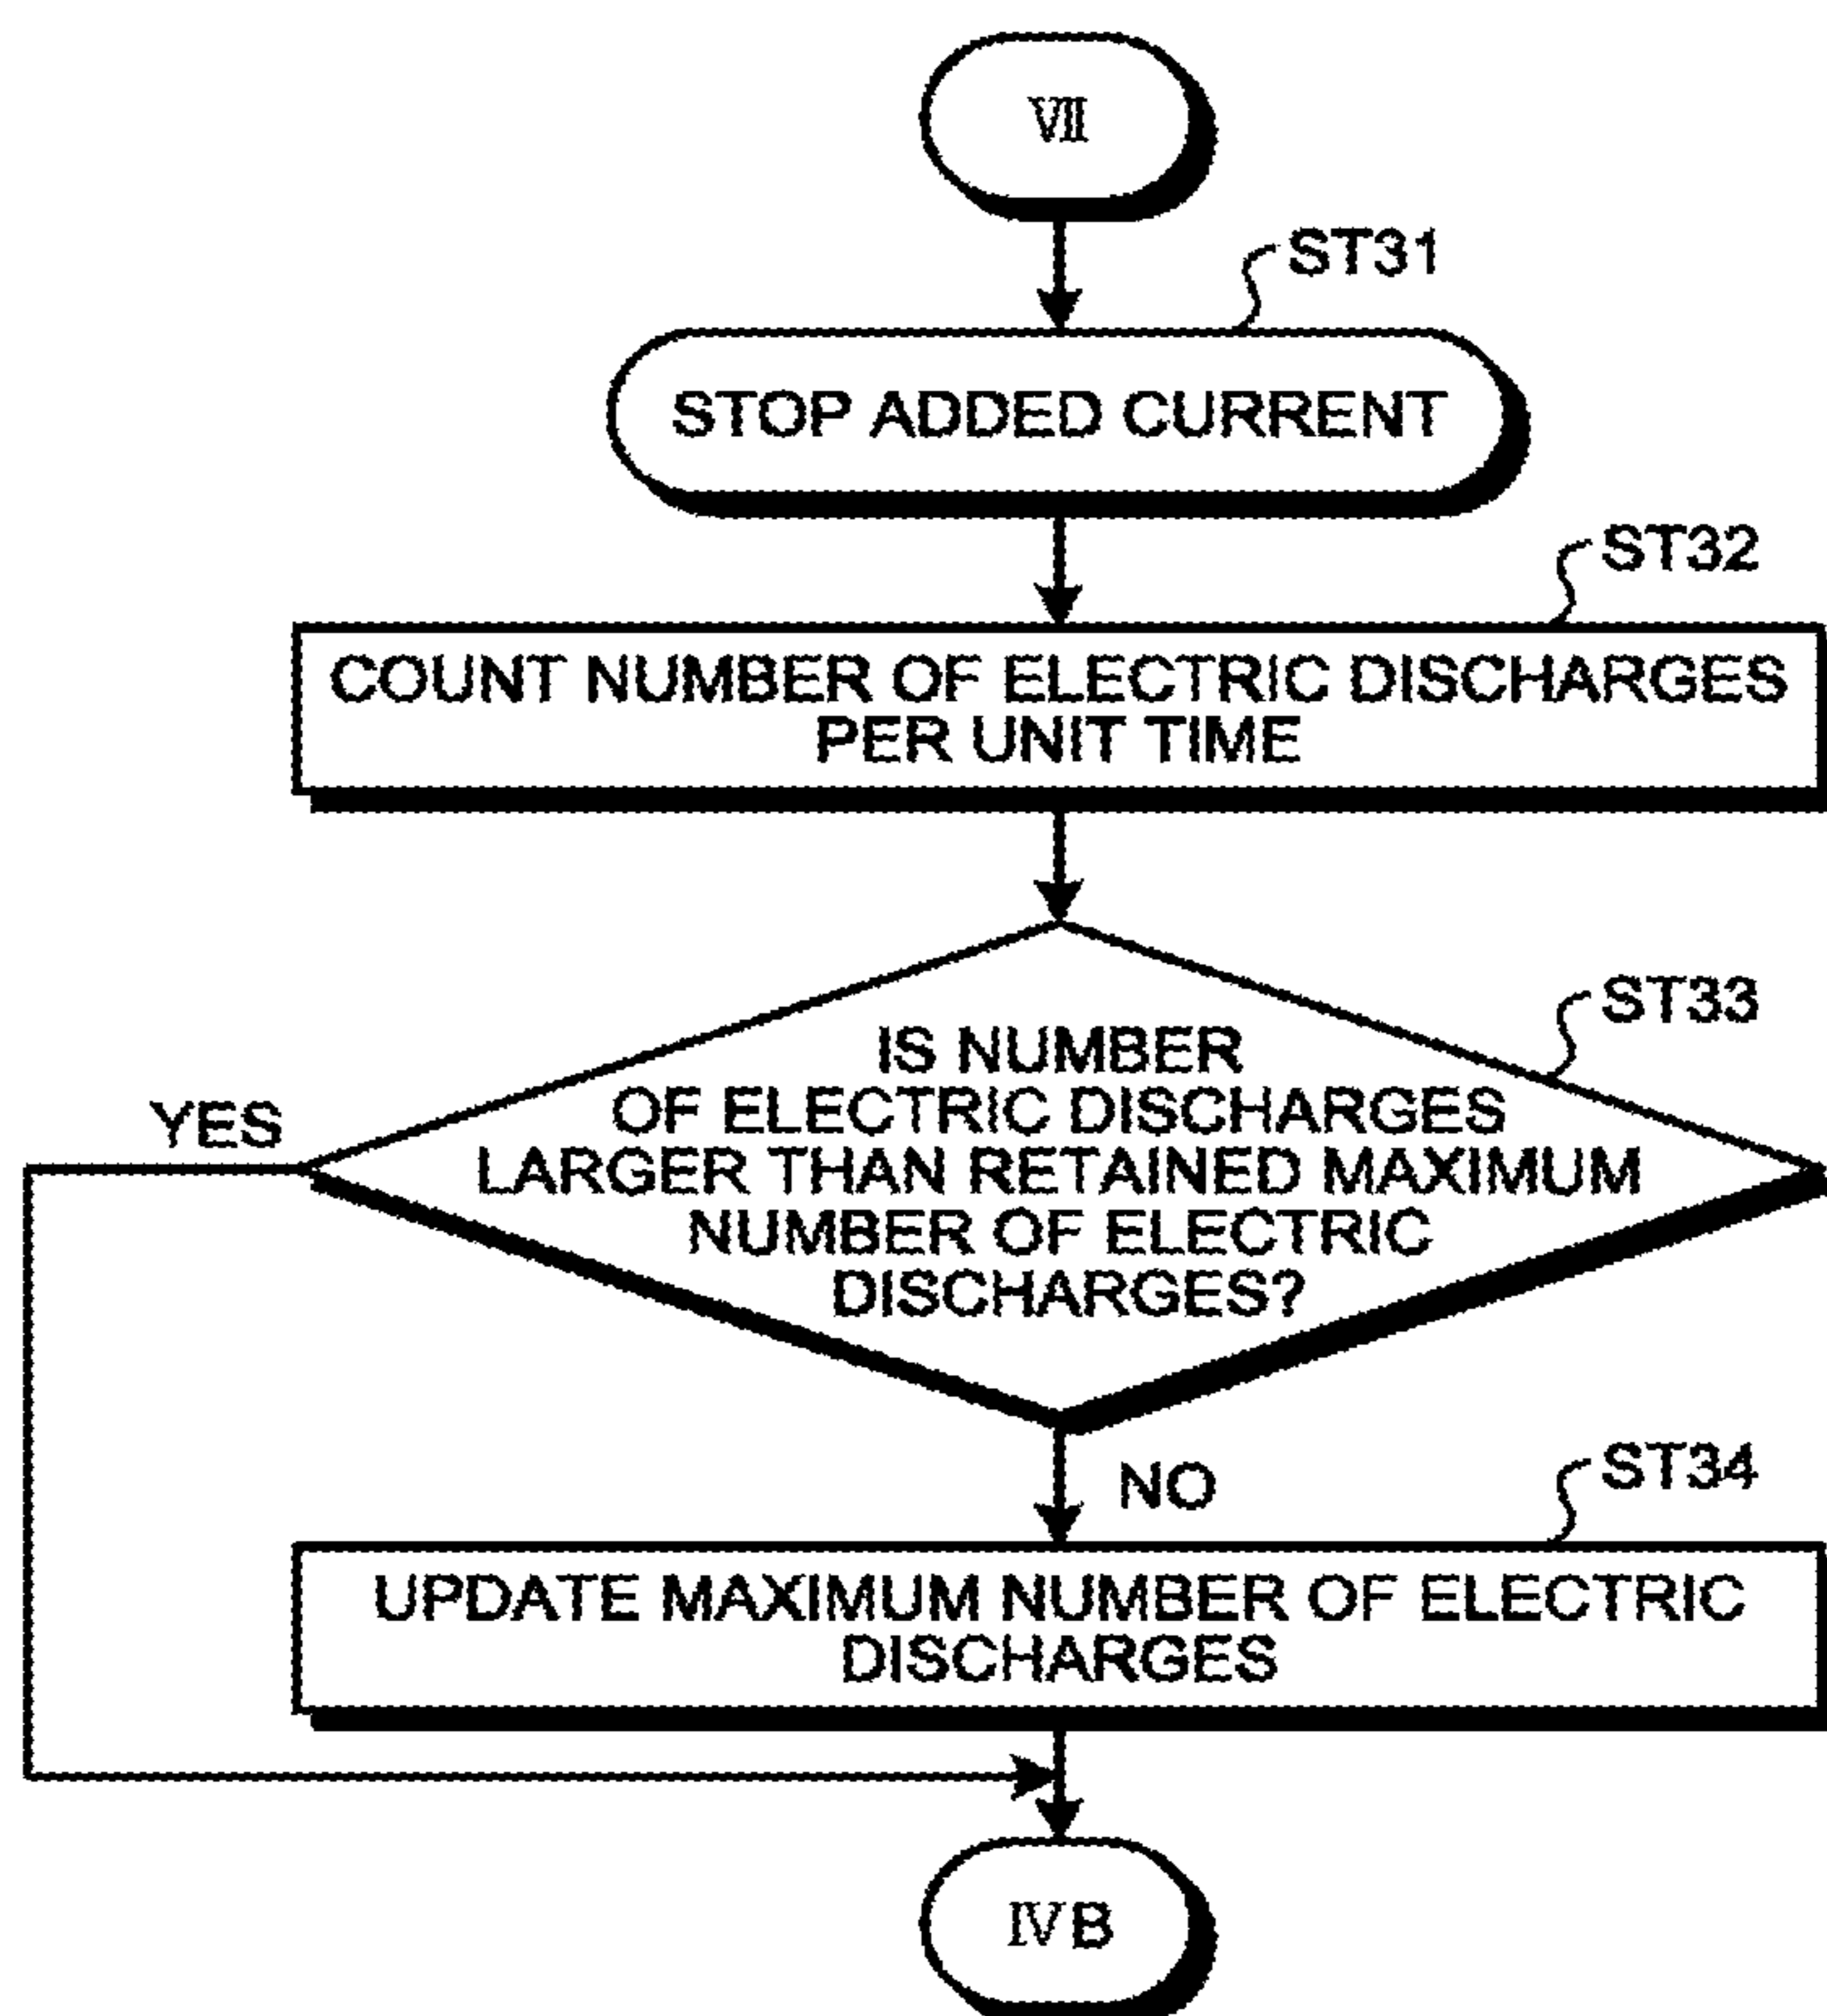 Ⅶ
ST31
STOP ADDED CURRENT
ST32
COUNT NUMBER OF ELECTRIC DISCHARGES
PER UNIT TIME
ST33
IS NUMBER
OF ELECTRIC DISCHARGES
LARGER THAN RETAINED MAXIMUM
NUMBER OF ELECTRIC
DISCHARGES?
YES
NO
ST34
UPDATE MAXIMUM NUMBER OF ELECTRIC
DISCHARGES
ⅣB